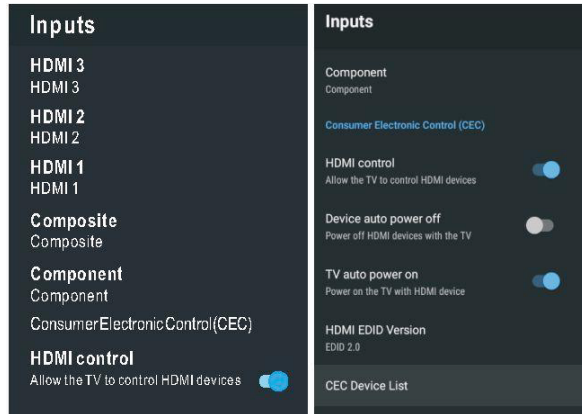 Inputs
HDMI 3
HDMI 3
HDMI 2
HDMI 2
HDMI 1
HDMI 1
Composite
Composite
Component
Component
ConsumerElectronicControl(CEC)
HDMI control
Allow the TV to control HDMI devices
Inputs
Component
Component
Consumer Electronic Control (CEC)
HDMI control
Allow the TV to control HDMI devices
Device auto power off
Power off HDMI devices with the TV
TV auto power on
Power on the TV with HDMI device
HDMI EDID Version
EDID 2.0
CEC Device List